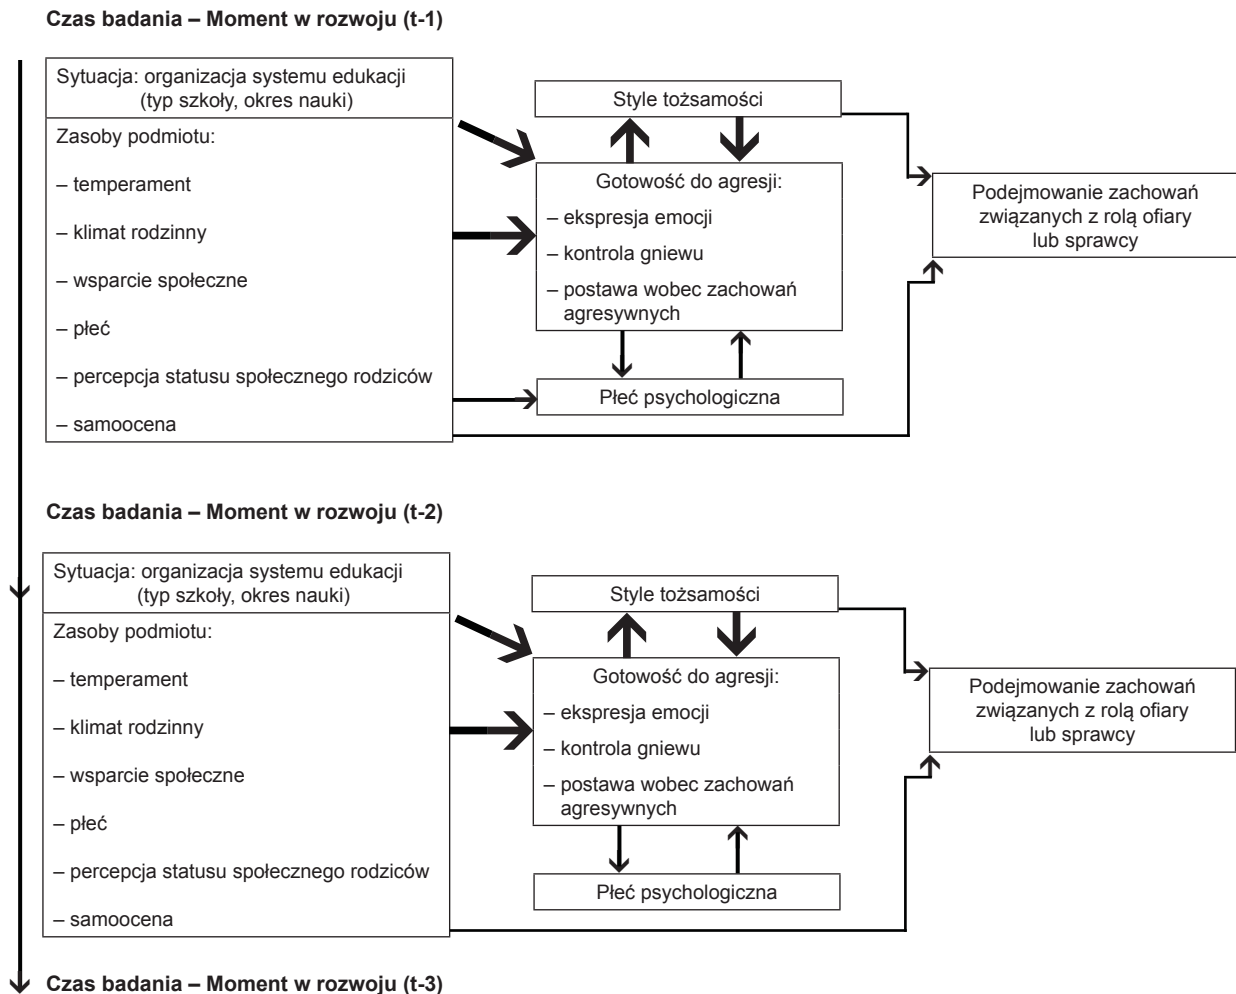 Czas badania – Moment w rozwoju (t-1)
Sytuacja: organizacja systemu edukacji
(typ szkoły, okres nauki)
Zasoby podmiotu:
– temperament
– klimat rodzinny
– wsparcie społeczne
– płeć
– percepcja statusu społecznego rodziców
– samoocena
Style tożsamości
Gotowość do agresji:
– ekspresja emocji
– kontrola gniewu
– postawa wobec zachowań
agresywnych
Płeć psychologiczna
Podejmowanie zachowań
związanych z rolą ofiary
lub sprawcy
Czas badania – Moment w rozwoju (t-2)
Sytuacja: organizacja systemu edukacji
(typ szkoły, okres nauki)
Zasoby podmiotu:
– temperament
– klimat rodzinny
– wsparcie społeczne
– płeć
– percepcja statusu społecznego rodziców
– samoocena
Style tożsamości
Gotowość do agresji:
– ekspresja emocji
– kontrola gniewu
– postawa wobec zachowań
agresywnych
Płeć psychologiczna
Podejmowanie zachowań
związanych z rolą ofiary
lub sprawcy
Czas badania – Moment w rozwoju (t-3)